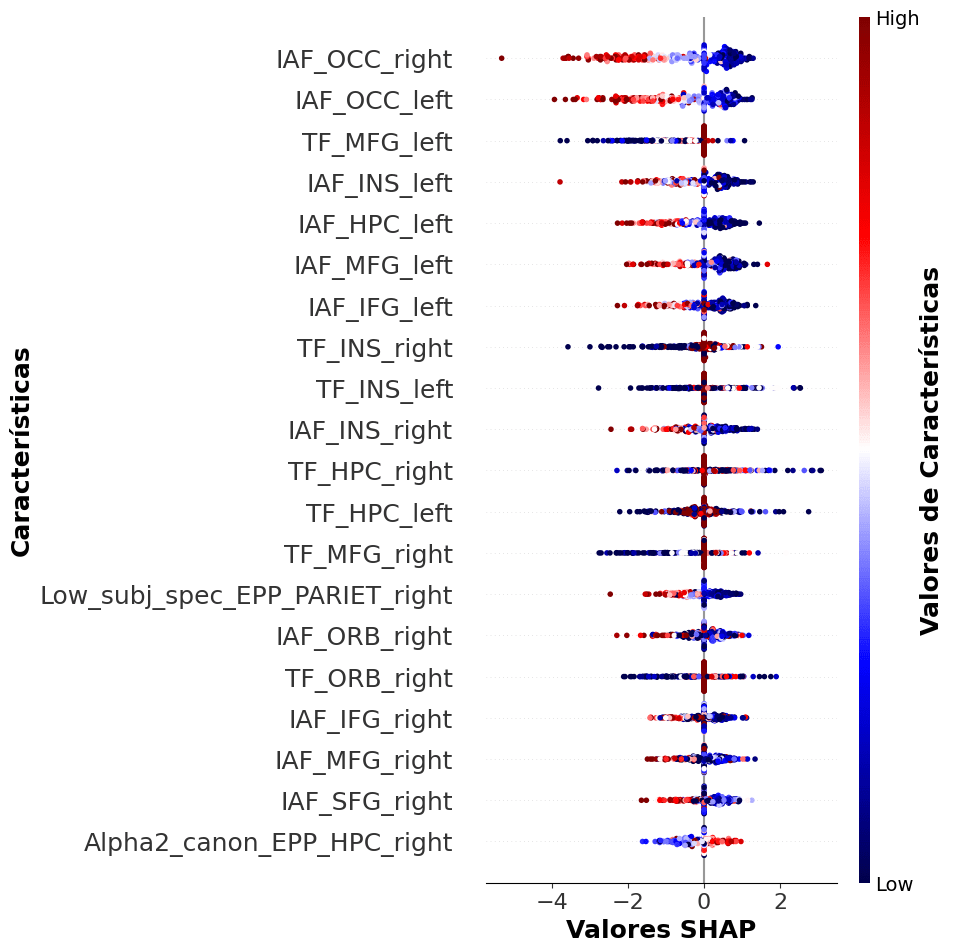 High
IAF_OCC_right
IAF_OCC_left
TF_MFG_left
IAF_INS_left
IAF_HPC_left
IAF_MFG_left
IAF_IFG_left
TF_INS_right
TF_INS_left
IAF_INS_right
TF_HPC_right
TF_HPC_left
TF_MFG_right
Low_subj_spec_EPP_PARIET_right
IAF_ORB_right
TF_ORB_right
IAF_IFG_right
IAF_MFG_right
IAF_SFG_right
Alpha2_canon_EPP_HPC_right
Características
Valores de Características
Low
−4 −2 0 2
Valores SHAP